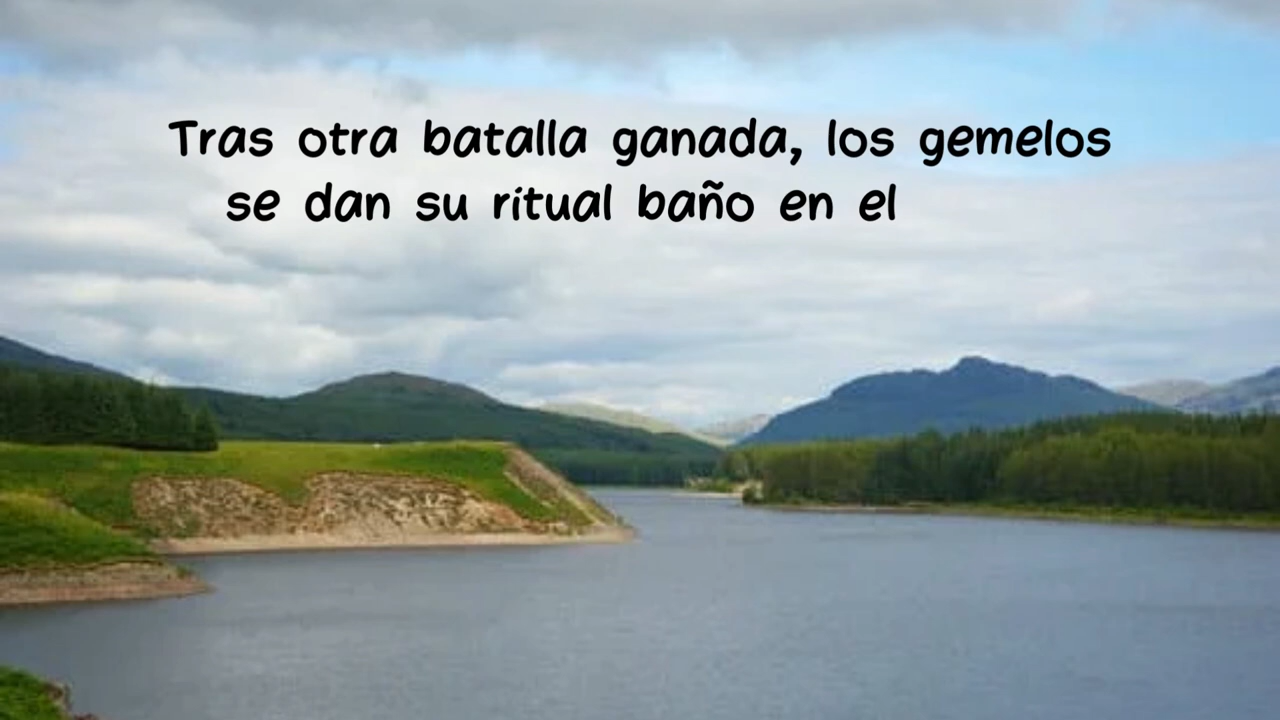 Tras otra batalla ganada, los gemelos
se dan su ritual baño en el